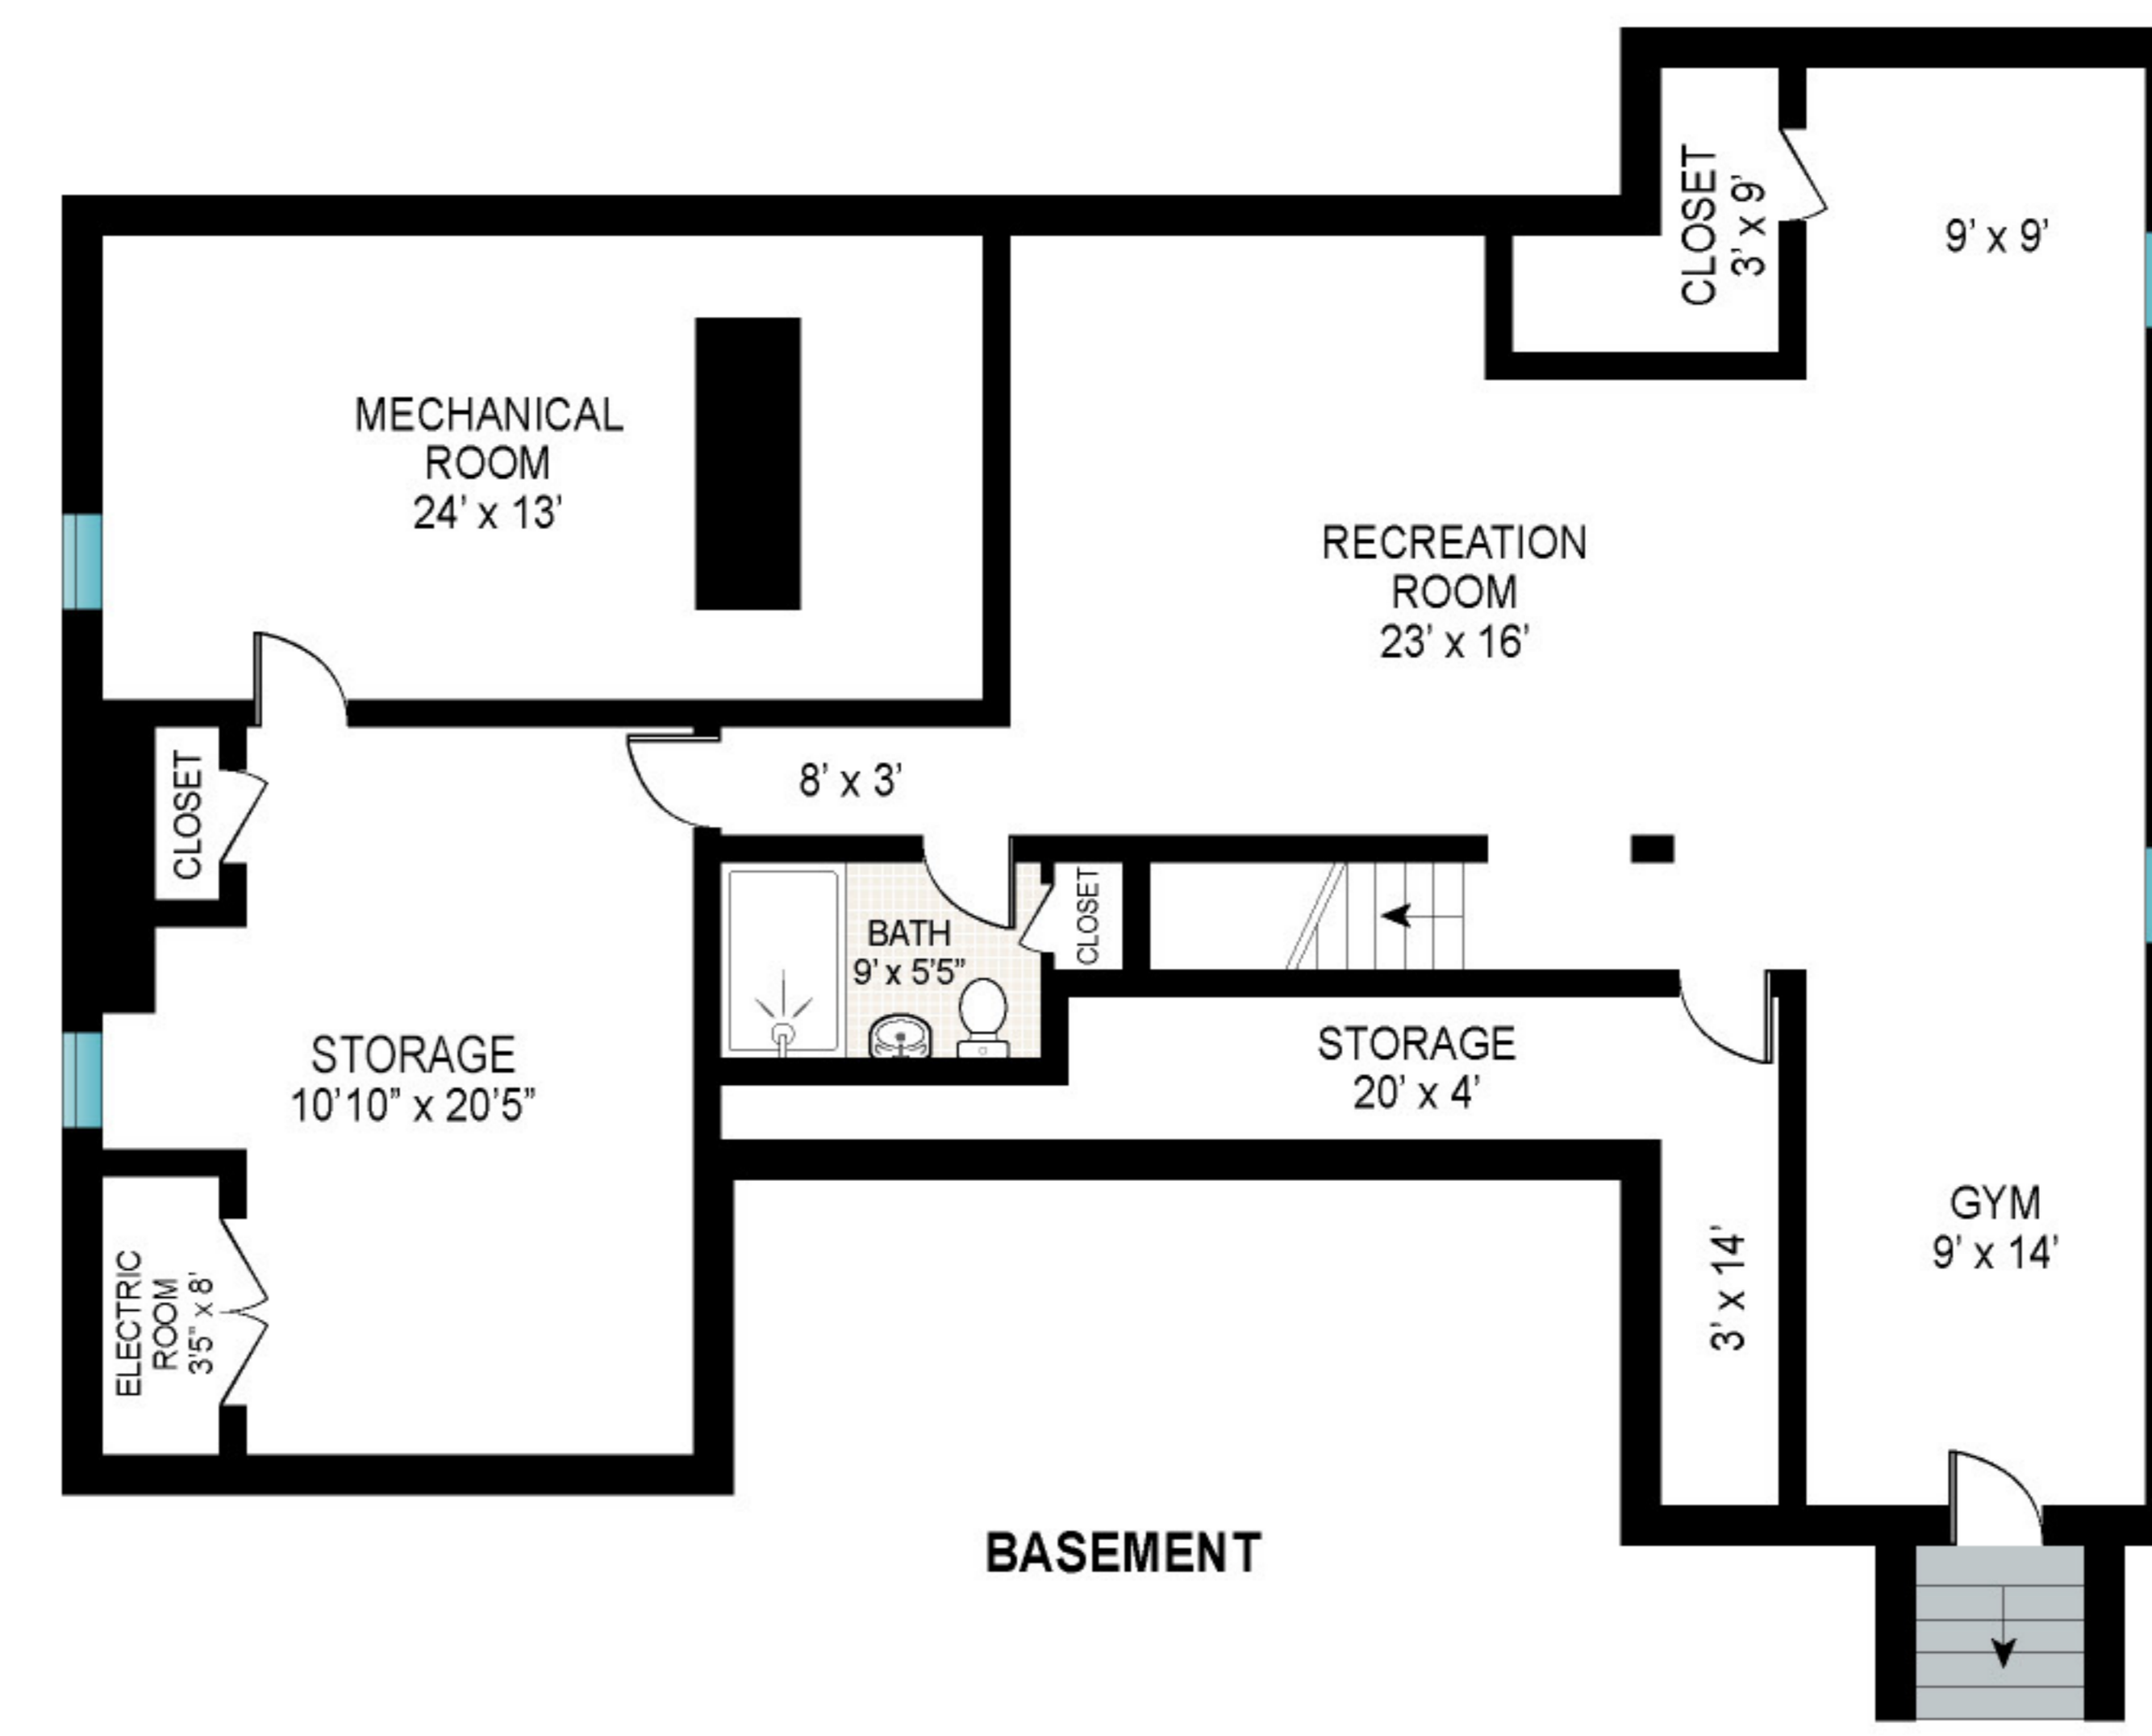 CLOSET
3' x 9'
9' x 9'
MECHANICAL
ROOM
24' x 13'
RECREATION
ROOM
23' x 16'
CLOSET
8' x 3'
BATH
9' x 5'5”
CLOSET
STORAGE
10'10” x 20'5”
STORAGE
20' x 4'
GYM
9' x 14'
3' x 14'
ELECTRIC
ROOM
3'5" x 8'
BASEMENT